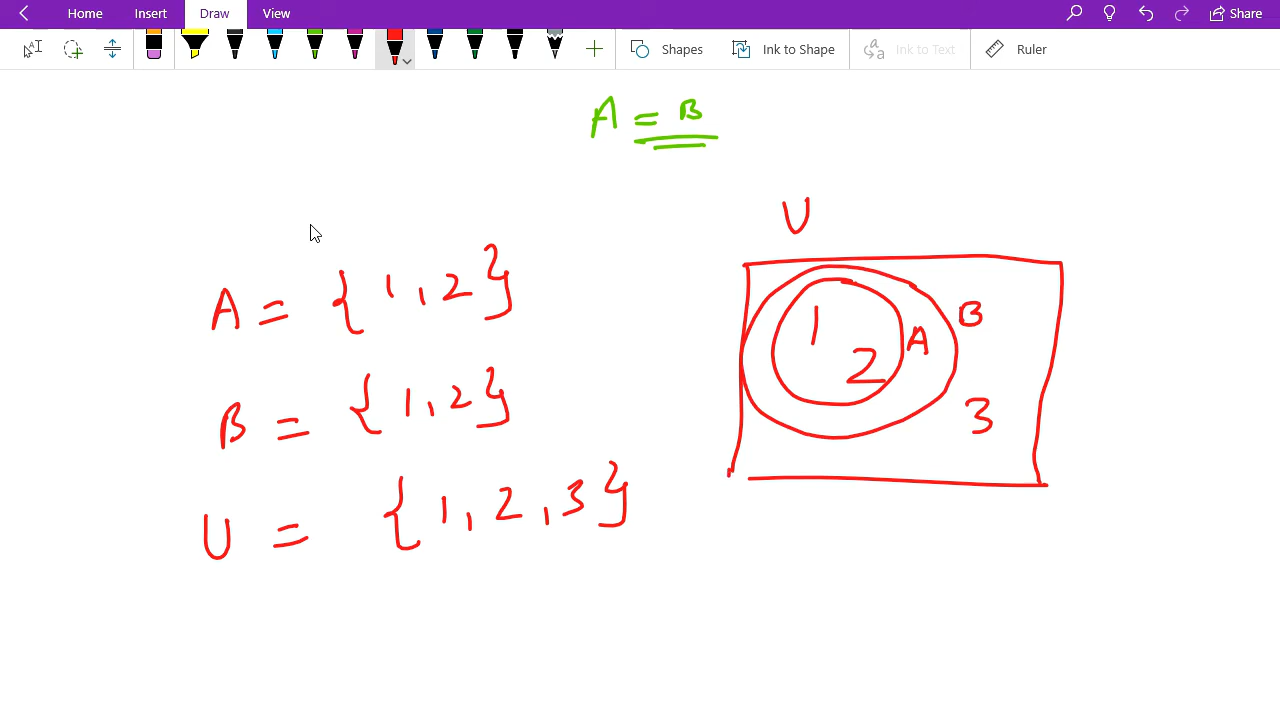 Home Insert Draw View Share
Shapes Ink to Shape Ink to Text Ruler
A = B
U
A = {1,2}
B = {1,2}
U = {1,2,3}
1 2 A B 3